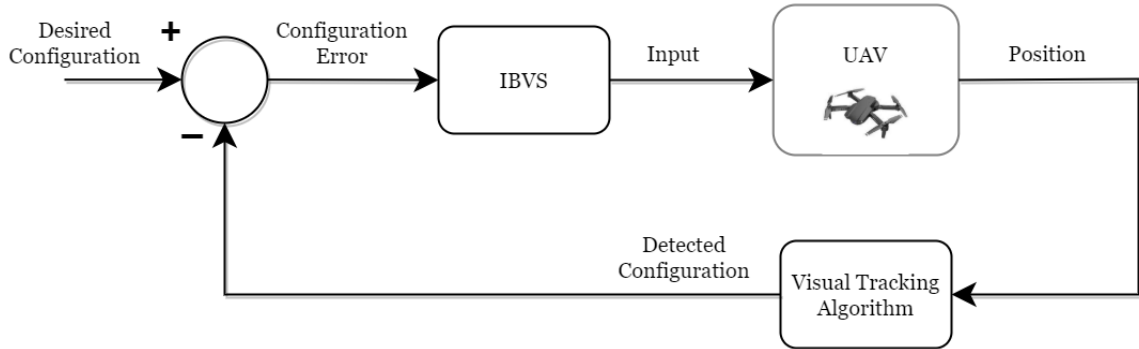 Desired
Configuration
+
−
Configuration
Error
IBVS
Input
UAV
Position
Detected
Configuration
Visual Tracking
Algorithm